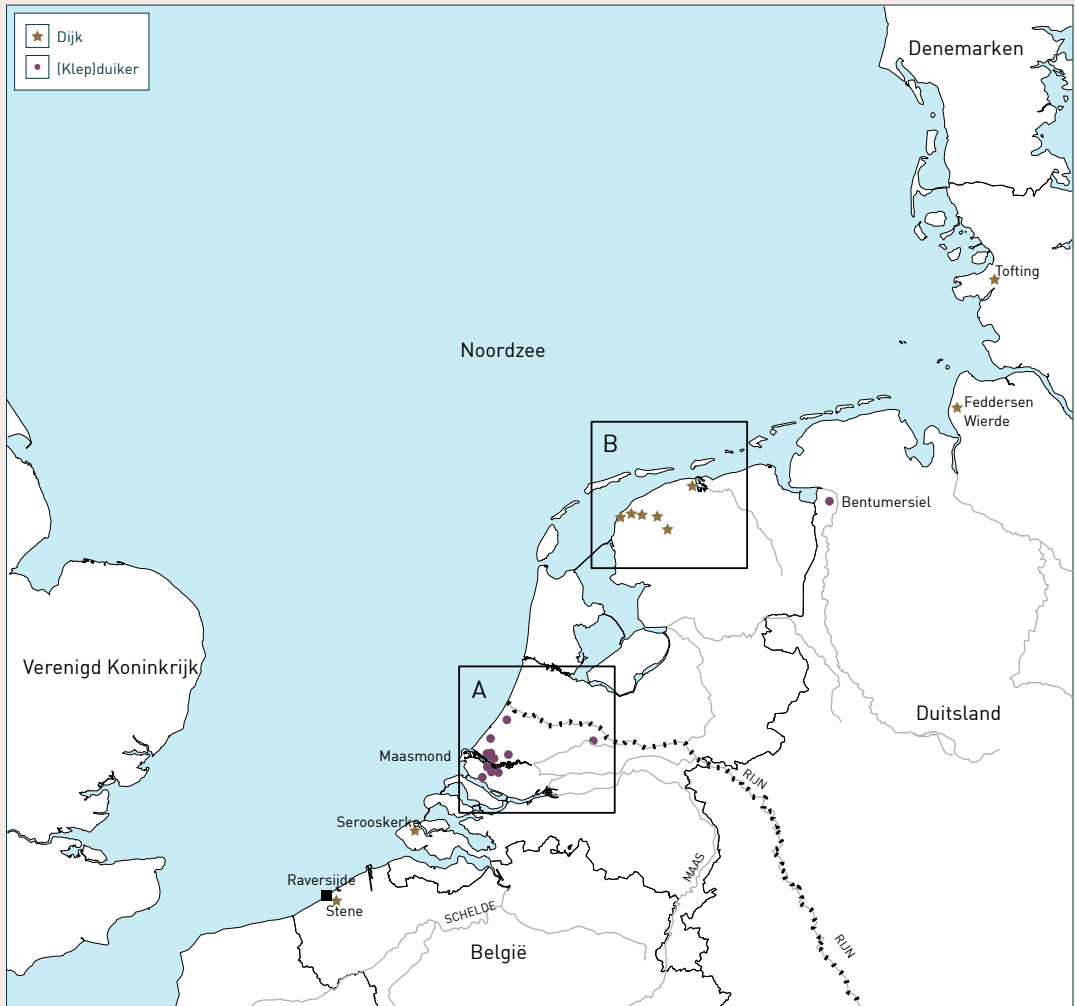 Dijk
(Klep)duiker
Denemarken
Tofting
Noordzee
Feddersen
Wierde
B
Bentumersiel
Verenigd Koninkrijk
A
Duitsland
Maasmond
RIJN
Serooskerke
MAAS
Raversijde
Stene
SCHELDE
RIJN
België